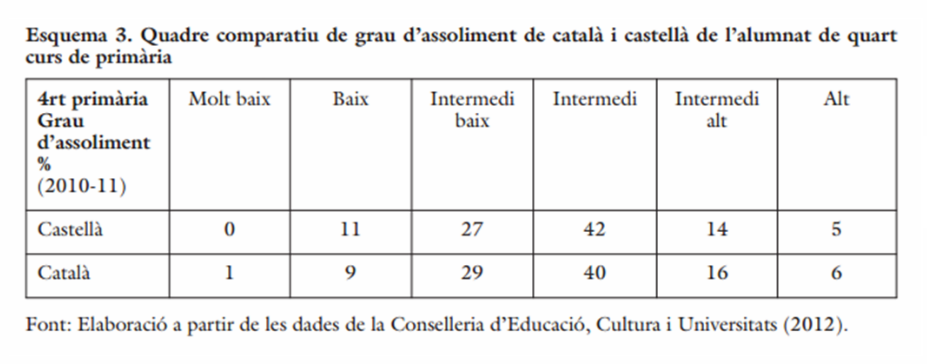 Esquema 3. Quadre comparatiu de grau d’assoliment de català i castellà de l’alumnat de quart
curs de primària
4rt primària Grau d’assoliment % (2010-11) Molt baix Baix Intermedi baix Intermedi Intermedi alt Alt
Castellà 0 11 27 42 14 5
Català 1 9 29 40 16 6
Font: Elaboració a partir de les dades de la Conselleria d’Educació, Cultura i Universitats (2012).